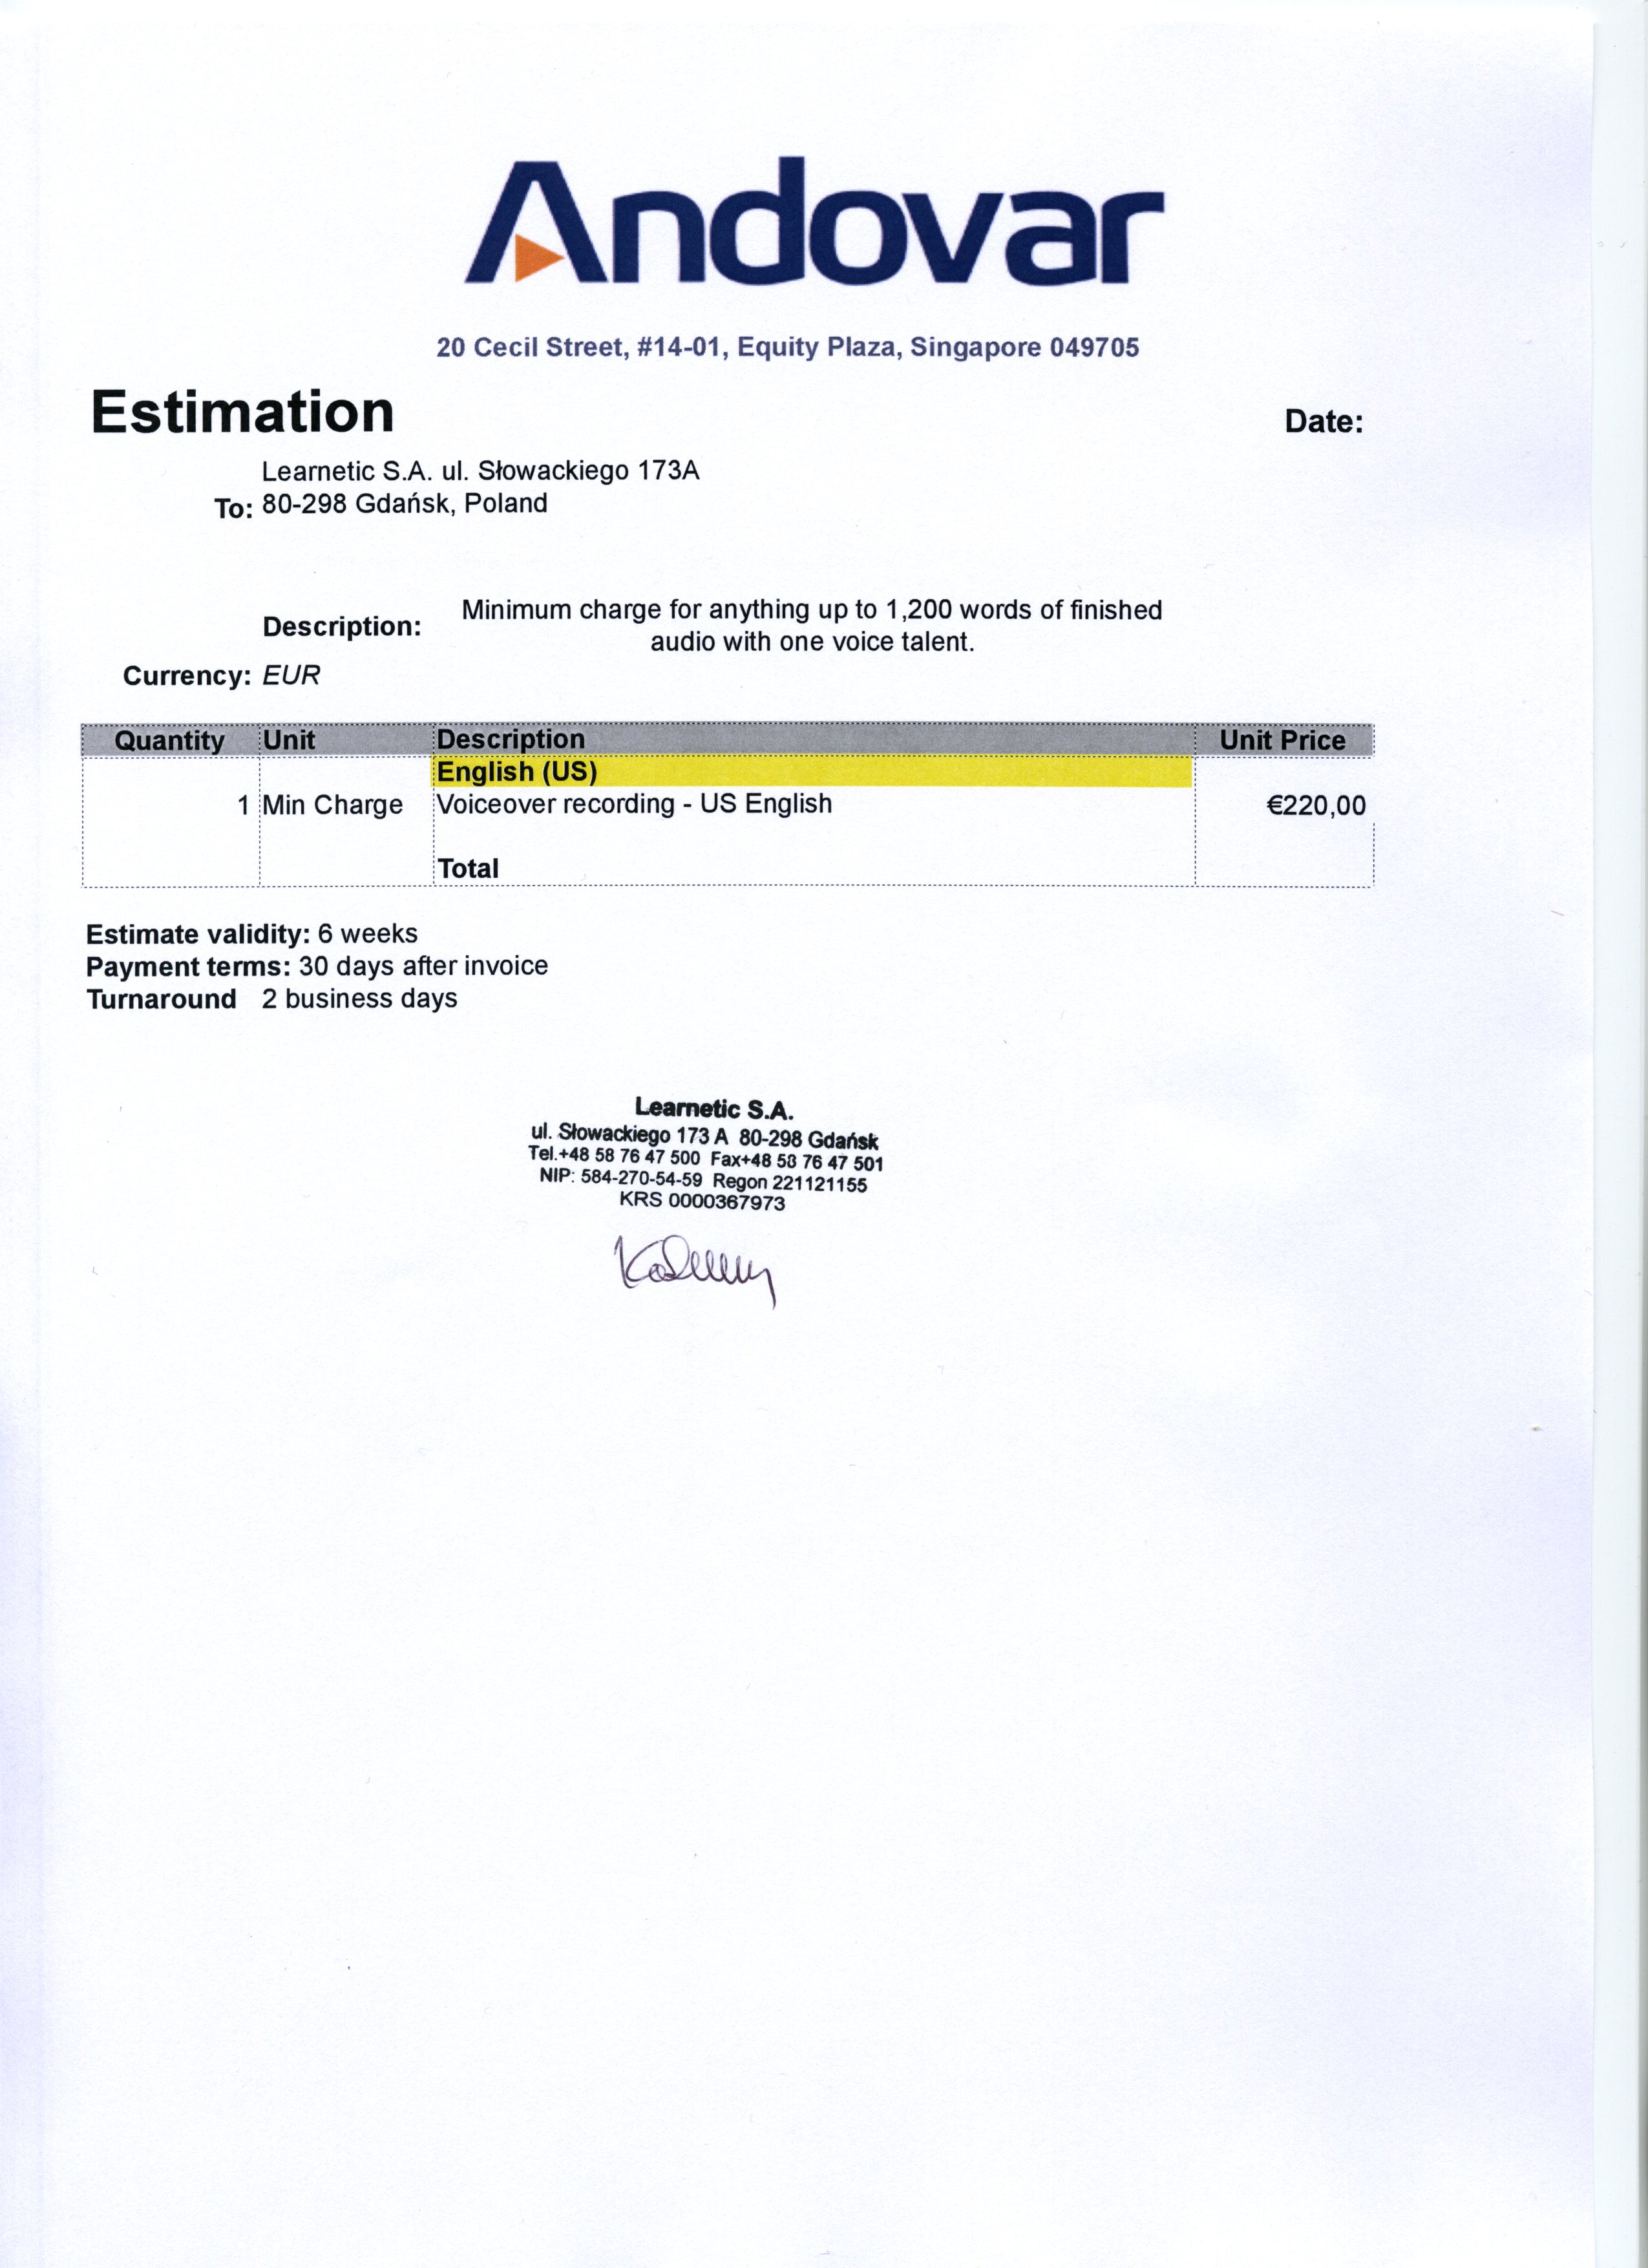 Andovar
20 Cecil Street, #14-01, Equity Plaza, Singapore 049705
Estimation
Date:
Learnetic S.A. ul. Słowackiego 173A
To: 80-298 Gdańsk, Poland
Description: Minimum charge for anything up to 1,200 words of finished
audio with one voice talent.
Currency: EUR
Quantity Unit Description Unit Price
English (US)
1 Min Charge Voiceover recording - US English €220,00
Total
Estimate validity: 6 weeks
Payment terms: 30 days after invoice
Turnaround 2 business days
Learnetic S.A.
ul. Słowackiego 173 A 80-298 Gdańsk
Tel.+48 58 76 47 500 Fax+48 58 76 47 501
NIP: 584-270-54-59 Regon 221121155
KRS 0000367973